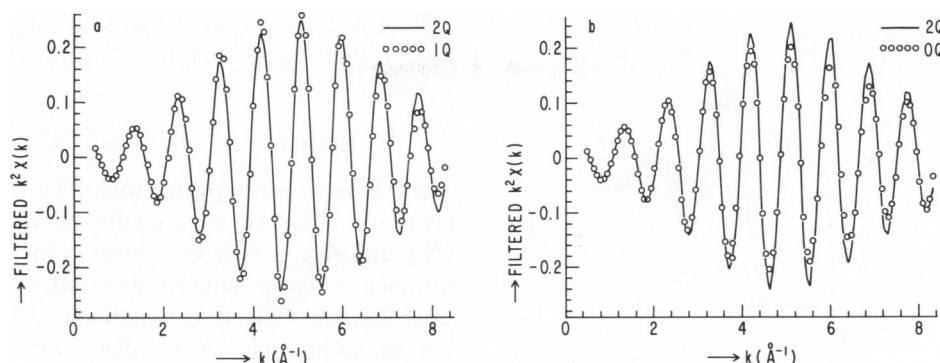 a
— 2Q
ooooo 1Q
0.2
0.1
0
-0.1
-0.2
→ FILTERED k² χ(k)
0 2 4 6 8
→ k (Å⁻¹)
b
— 2Q
ooooo 0Q
0.2
0.1
0
-0.1
-0.2
→ FILTERED k² χ(k)
0 2 4 6 8
→ k (Å⁻¹)